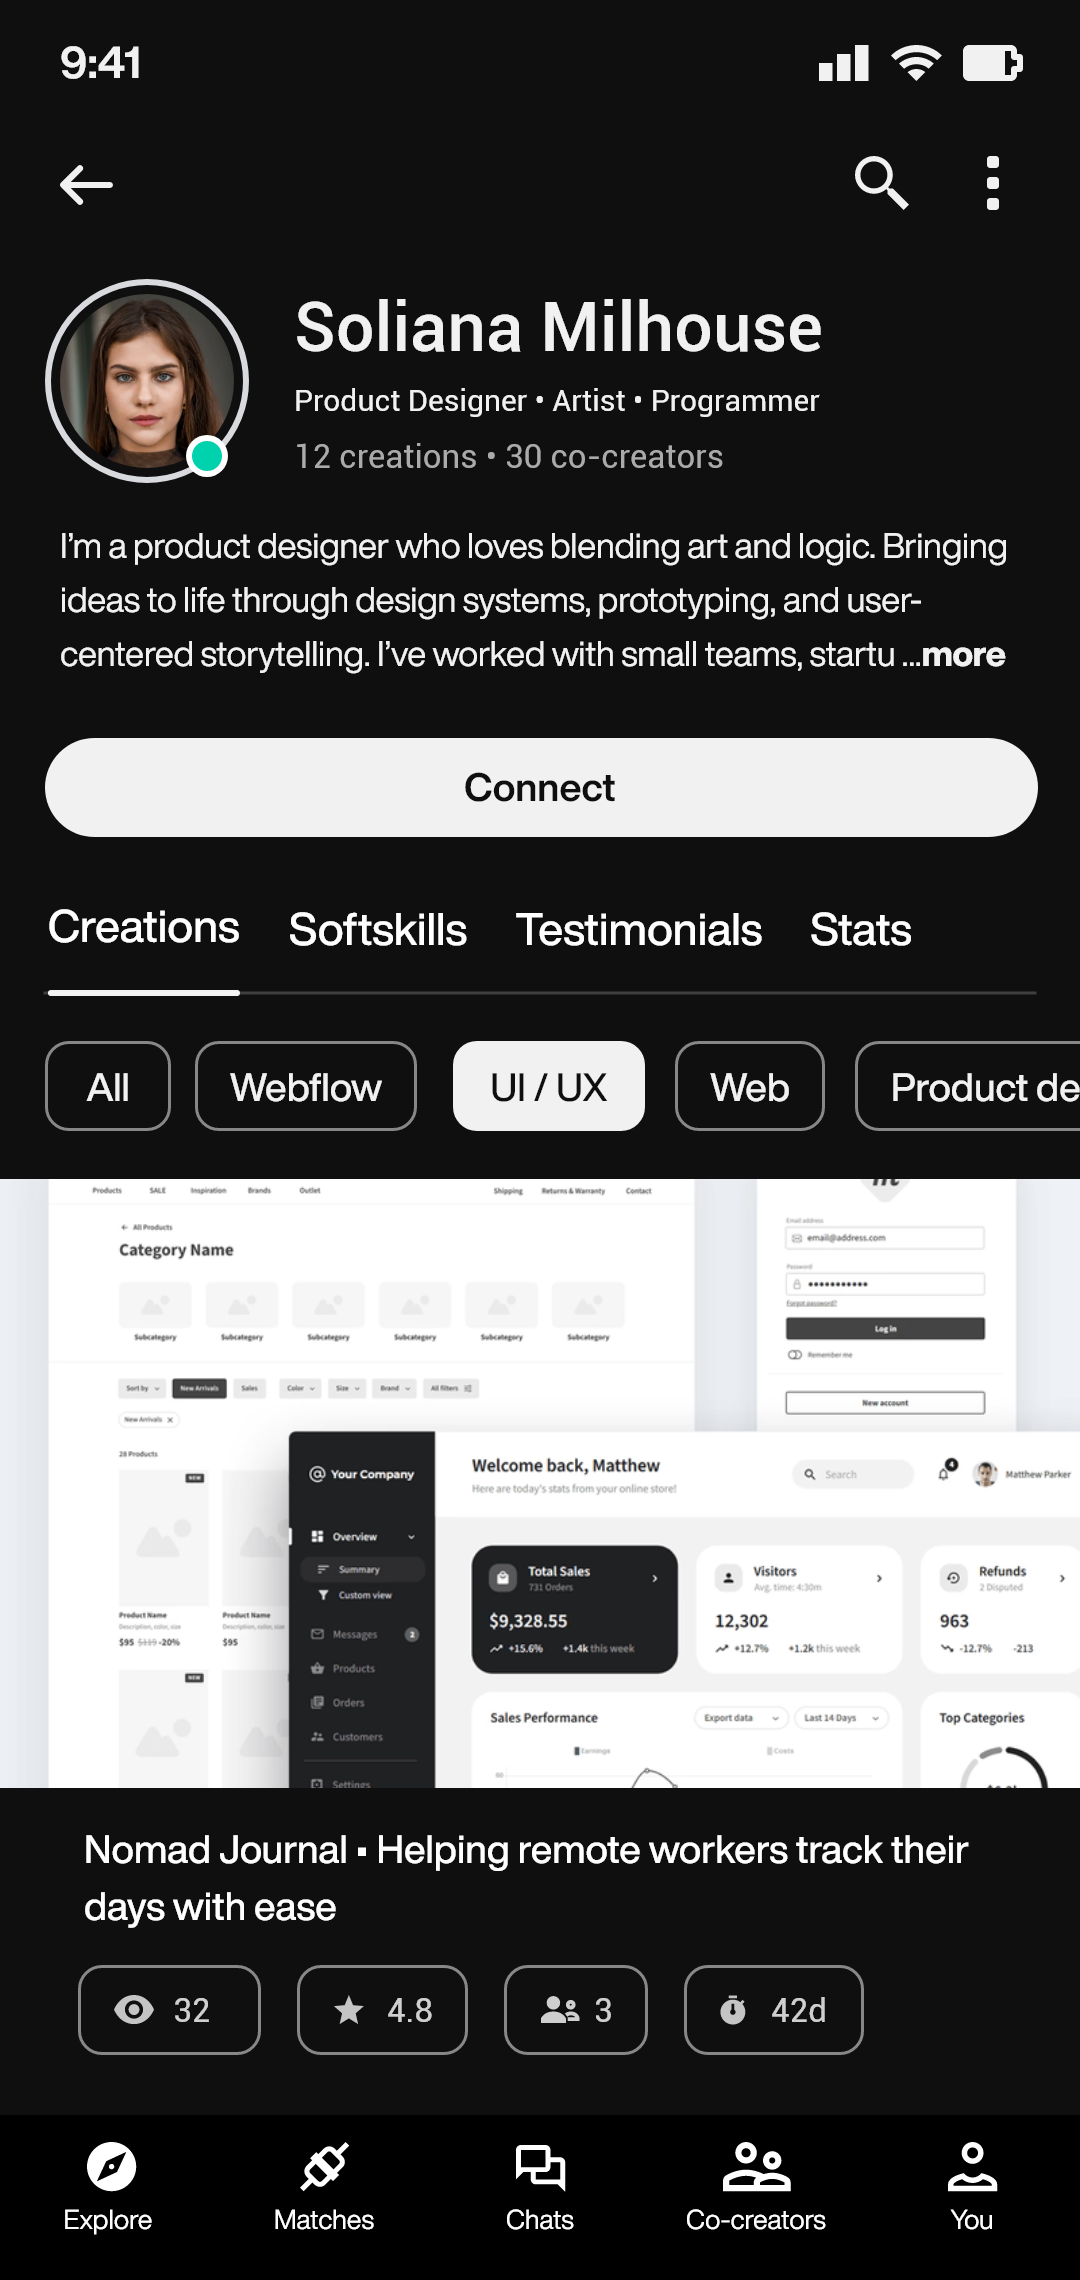 9:41
Soliana Milhouse
Product Designer • Artist • Programmer
12 creations • 30 co-creators
I'm a product designer who loves blending art and logic. Bringing
ideas to life through design systems, prototyping, and user-
centered storytelling. I've worked with small teams, startu ...more
Connect
Creations Softskills Testimonials Stats
All Webflow UI / UX Web Product de
Products SALE Inspiration Brands Outlet Shipping Returns & Warranty Contact
All Products
Category Name
Subcategory Subcategory Subcategory Subcategory Subcategory Subcategory
Sort by New Arrivals Sales Color Size Brand All filters
New Arrivals
28 Products
NEW
Product Name Product Name
Description, color, size Description, color, size
$95 $119 -20% $95
NEW
Email address
email@address.com
Password
Forgot password?
Log in
Remember me
New account
Your Company
Overview
Summary
Custom view
Messages 2
Products
Orders
Customers
Settings
Welcome back, Matthew
Here are today's stats from your online store!
Search
4
Matthew Parker
Total Sales
731 Orders
$9,328.55
+15.6% +1.4k this week
Visitors
Avg. time: 4:30m
12,302
+12.7% +1.2k this week
Refunds
2 Disputed
963
-12.7% -213
Sales Performance Export data Last 14 Days
Earnings Costs
60
Top Categories
Nomad Journal ▪ Helping remote workers track their
days with ease
32 4.8 3 42d
Explore Matches Chats Co-creators You